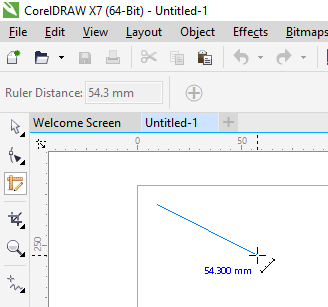 CorelDRAW X7 (64-Bit) - Untitled-1
File Edit View Layout Object Effects Bitmaps
Ruler Distance: 54.3 mm
Welcome Screen Untitled-1
0 50
250
54.300 mm